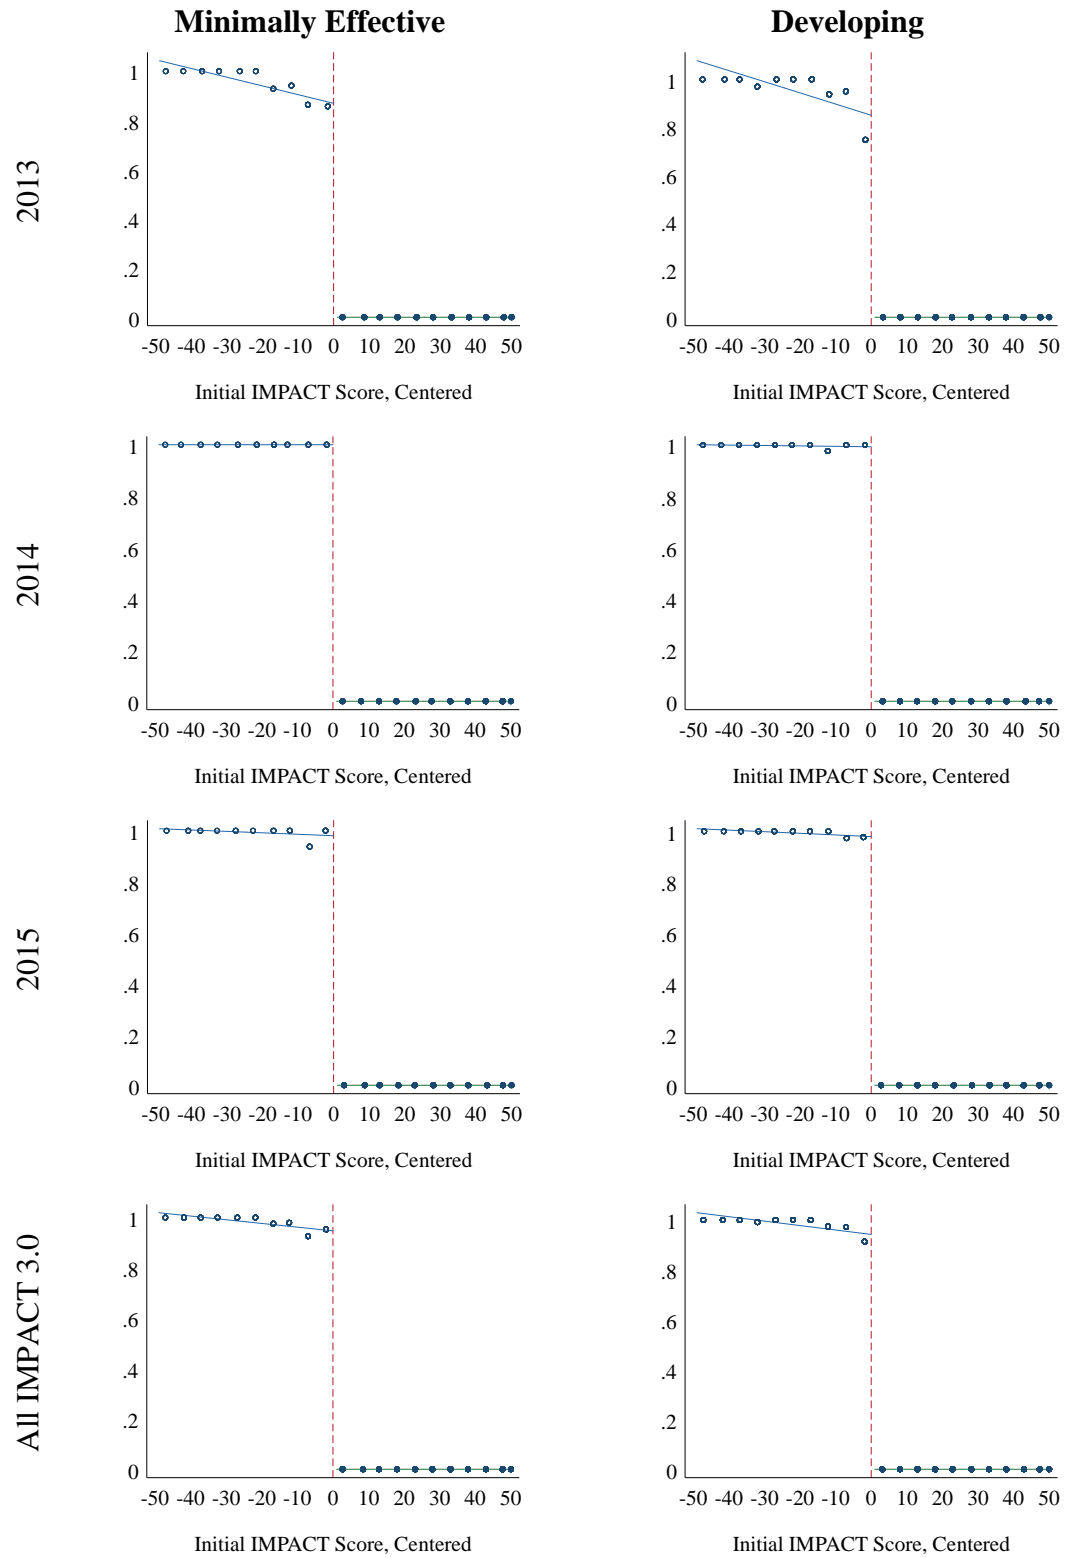 Minimally Effective
Developing
2013
1
.8
.6
.4
.2
0
-50 -40 -30 -20 -10 0 10 20 30 40 50
Initial IMPACT Score, Centered
1
.8
.6
.4
.2
0
-50 -40 -30 -20 -10 0 10 20 30 40 50
Initial IMPACT Score, Centered
2014
1
.8
.6
.4
.2
0
-50 -40 -30 -20 -10 0 10 20 30 40 50
Initial IMPACT Score, Centered
1
.8
.6
.4
.2
0
-50 -40 -30 -20 -10 0 10 20 30 40 50
Initial IMPACT Score, Centered
2015
1
.8
.6
.4
.2
0
-50 -40 -30 -20 -10 0 10 20 30 40 50
Initial IMPACT Score, Centered
1
.8
.6
.4
.2
0
-50 -40 -30 -20 -10 0 10 20 30 40 50
Initial IMPACT Score, Centered
All IMPACT 3.0
1
.8
.6
.4
.2
0
-50 -40 -30 -20 -10 0 10 20 30 40 50
Initial IMPACT Score, Centered
1
.8
.6
.4
.2
0
-50 -40 -30 -20 -10 0 10 20 30 40 50
Initial IMPACT Score, Centered